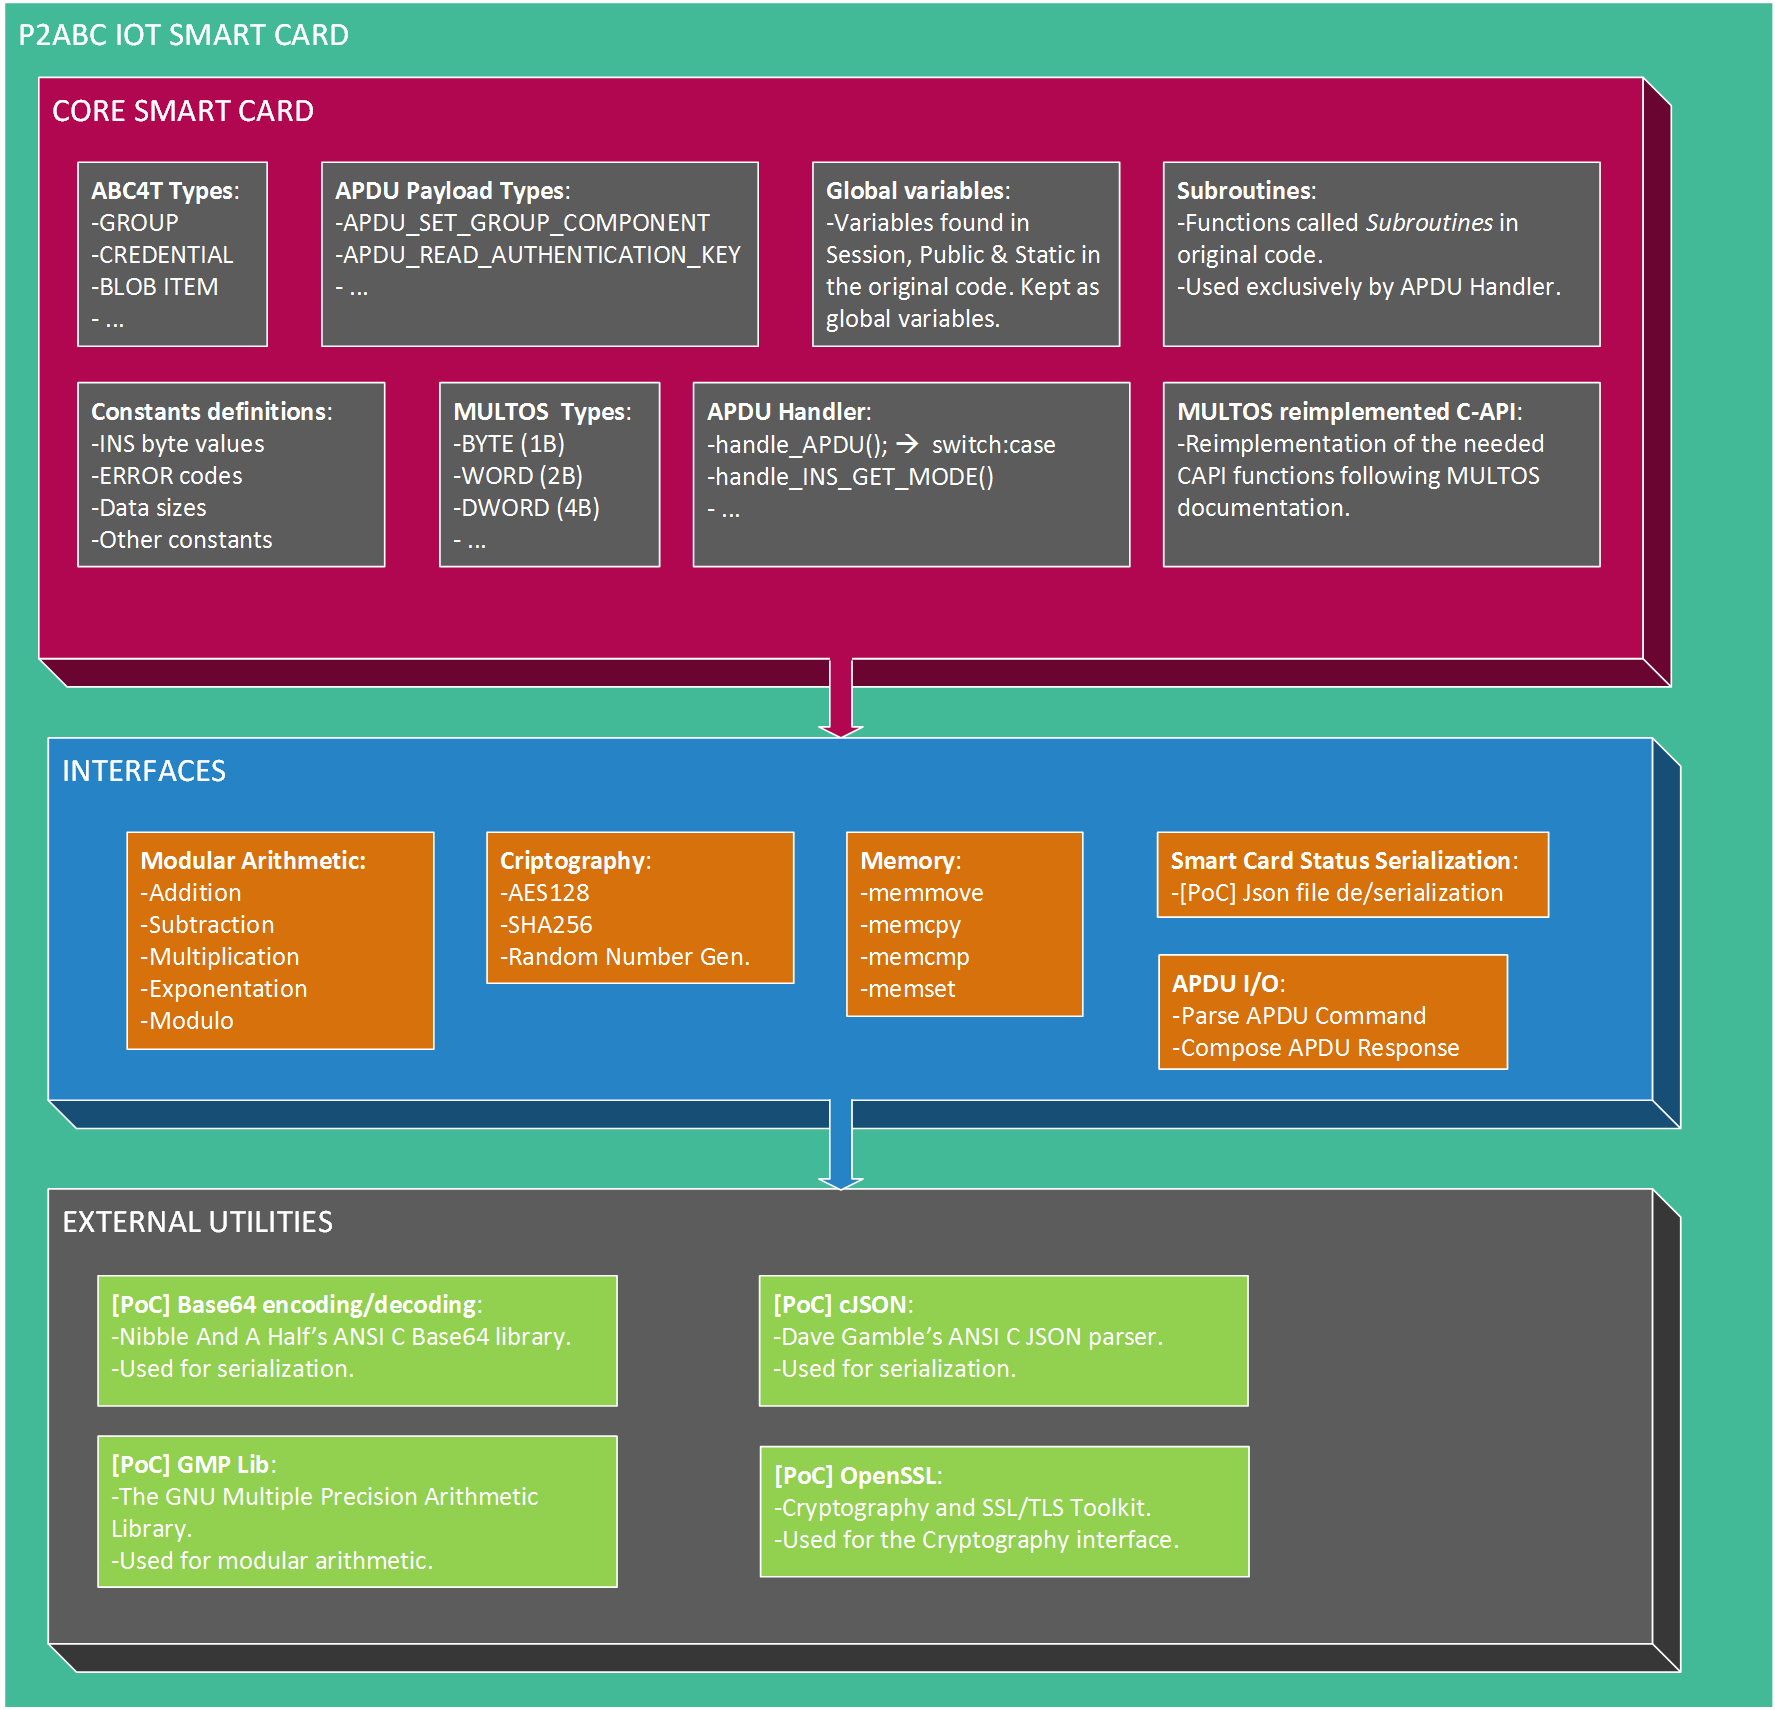 P2ABC IOT SMART CARD
CORE SMART CARD
ABC4T Types:
-GROUP
-CREDENTIAL
-BLOB ITEM
- ...
APDU Payload Types:
-APDU_SET_GROUP_COMPONENT
-APDU_READ_AUTHENTICATION_KEY
- ...
Global variables:
-Variables found in
Session, Public & Static in
the original code. Kept as
global variables.
Subroutines:
-Functions called Subroutines in
original code.
-Used exclusively by APDU Handler.
Constants definitions:
-INS byte values
-ERROR codes
-Data sizes
-Other constants
MULTOS  Types:
-BYTE (1B)
-WORD (2B)
-DWORD (4B)
- ...
APDU Handler:
-handle_APDU(); →  switch:case
-handle_INS_GET_MODE()
- ...
MULTOS reimplemented C-API:
-Reimplementation of the needed
CAPI functions following MULTOS
documentation.
INTERFACES
Modular Arithmetic:
-Addition
-Subtraction
-Multiplication
-Exponentation
-Modulo
Criptography:
-AES128
-SHA256
-Random Number Gen.
Memory:
-memmove
-memcpy
-memcmp
-memset
Smart Card Status Serialization:
-[PoC] Json file de/serialization
APDU I/O:
-Parse APDU Command
-Compose APDU Response
EXTERNAL UTILITIES
[PoC] Base64 encoding/decoding:
-Nibble And A Half’s ANSI C Base64 library.
-Used for serialization.
[PoC] cJSON:
-Dave Gamble’s ANSI C JSON parser.
-Used for serialization.
[PoC] GMP Lib:
-The GNU Multiple Precision Arithmetic
Library.
-Used for modular arithmetic.
[PoC] OpenSSL:
-Cryptography and SSL/TLS Toolkit.
-Used for the Cryptography interface.